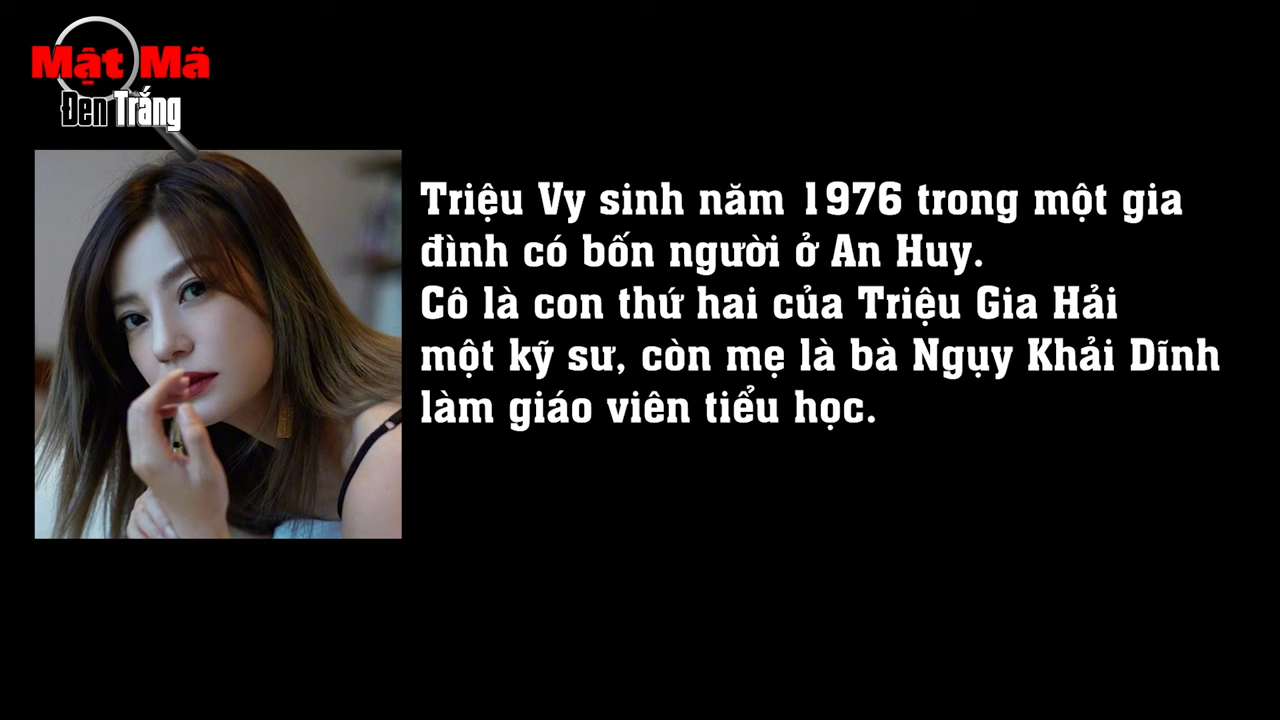 Mật Mã
Đen Trắng
Triệu Vy sinh năm 1976 trong một gia
đình có bốn người ở An Huy.
Cô là con thứ hai của Triệu Gia Hải
một kỹ sư, còn mẹ là bà Ngụy Khải Dĩnh
làm giáo viên tiểu học.